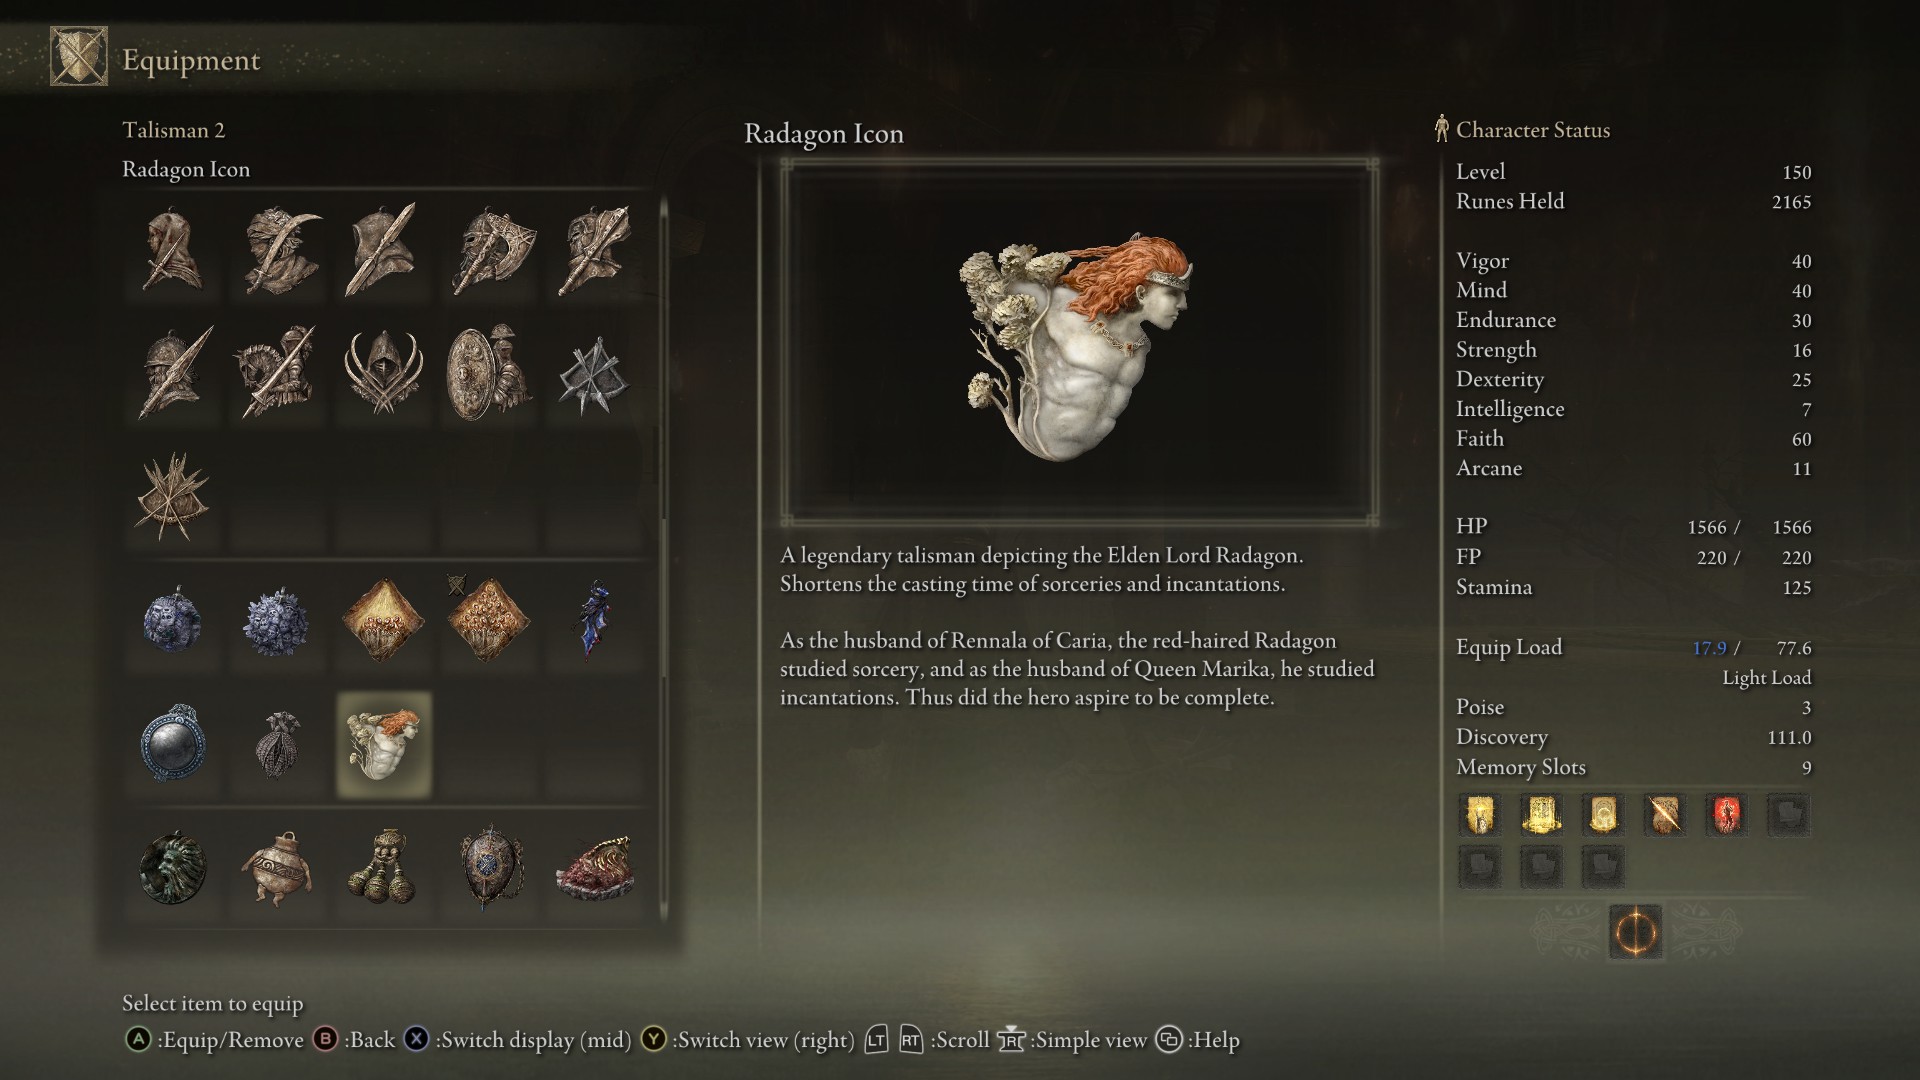 Equipment
Talisman 2
Radagon Icon
Radagon Icon
A legendary talisman depicting the Elden Lord Radagon.
Shortens the casting time of sorceries and incantations.
As the husband of Rennala of Caria, the red-haired Radagon
studied sorcery, and as the husband of Queen Marika, he studied
incantations. Thus did the hero aspire to be complete.
Character Status
Level 150
Runes Held 2165
Vigor 40
Mind 40
Endurance 30
Strength 16
Dexterity 25
Intelligence 7
Faith 60
Arcane 11
HP 1566 / 1566
FP 220 / 220
Stamina 125
Equip Load 17.9 / 77.6
Light Load
Poise 3
Discovery 111.0
Memory Slots 9
Select item to equip
A :Equip/Remove B :Back X :Switch display (mid) Y :Switch view (right) LT RT :Scroll R :Simple view :Help